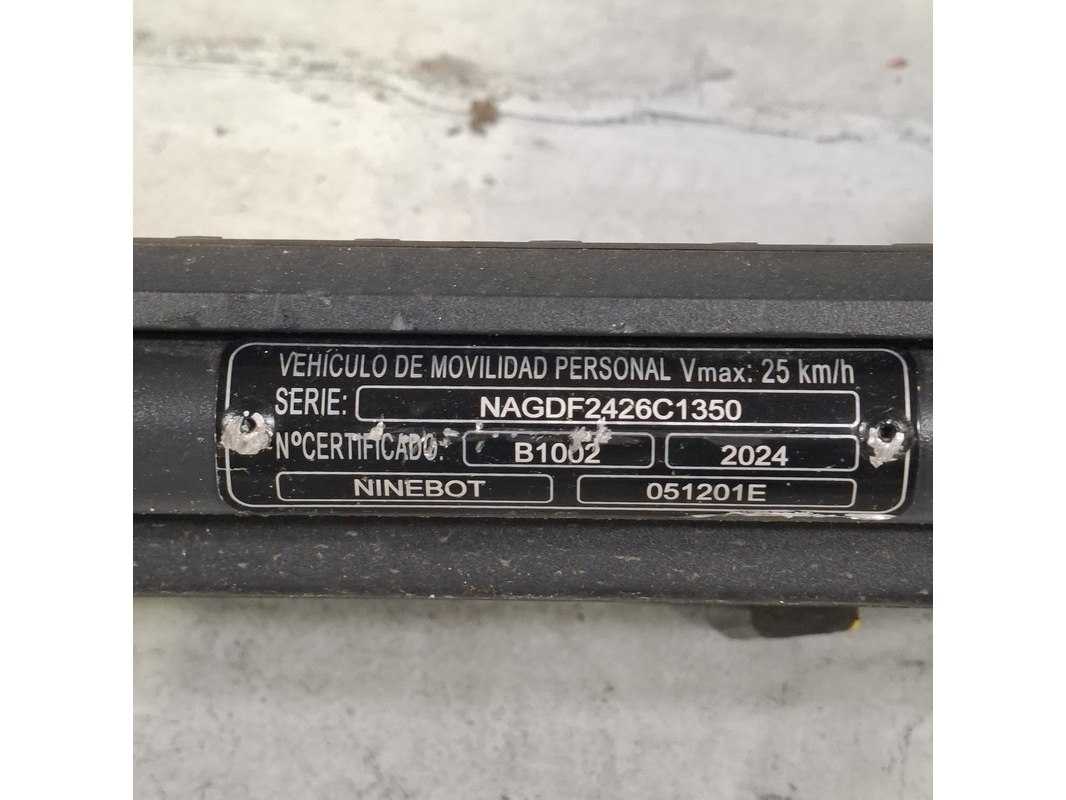 VEHÍCULO DE MOVILIDAD PERSONAL Vmax: 25 km/h
SERIE: NAGDF2426C1350
NºCERTIFICADO: B1002 2024
NINEBOT 051201E